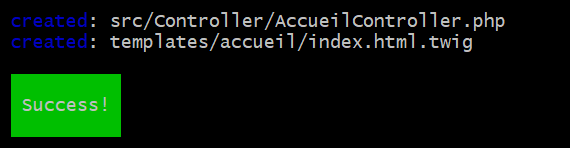 created: src/Controller/AccueilController.php
created: templates/accueil/index.html.twig
Success!